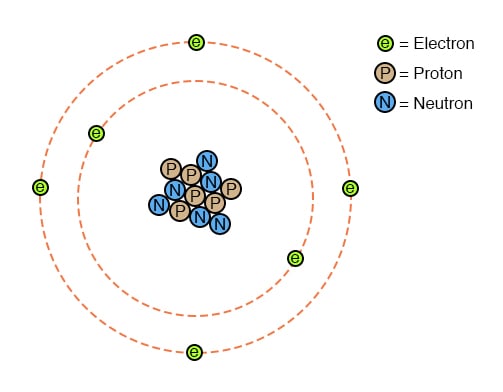 e
e = Electron
P = Proton
N = Neutron
e
N
P P
N N P
e e
P
N P P
N N
e
e